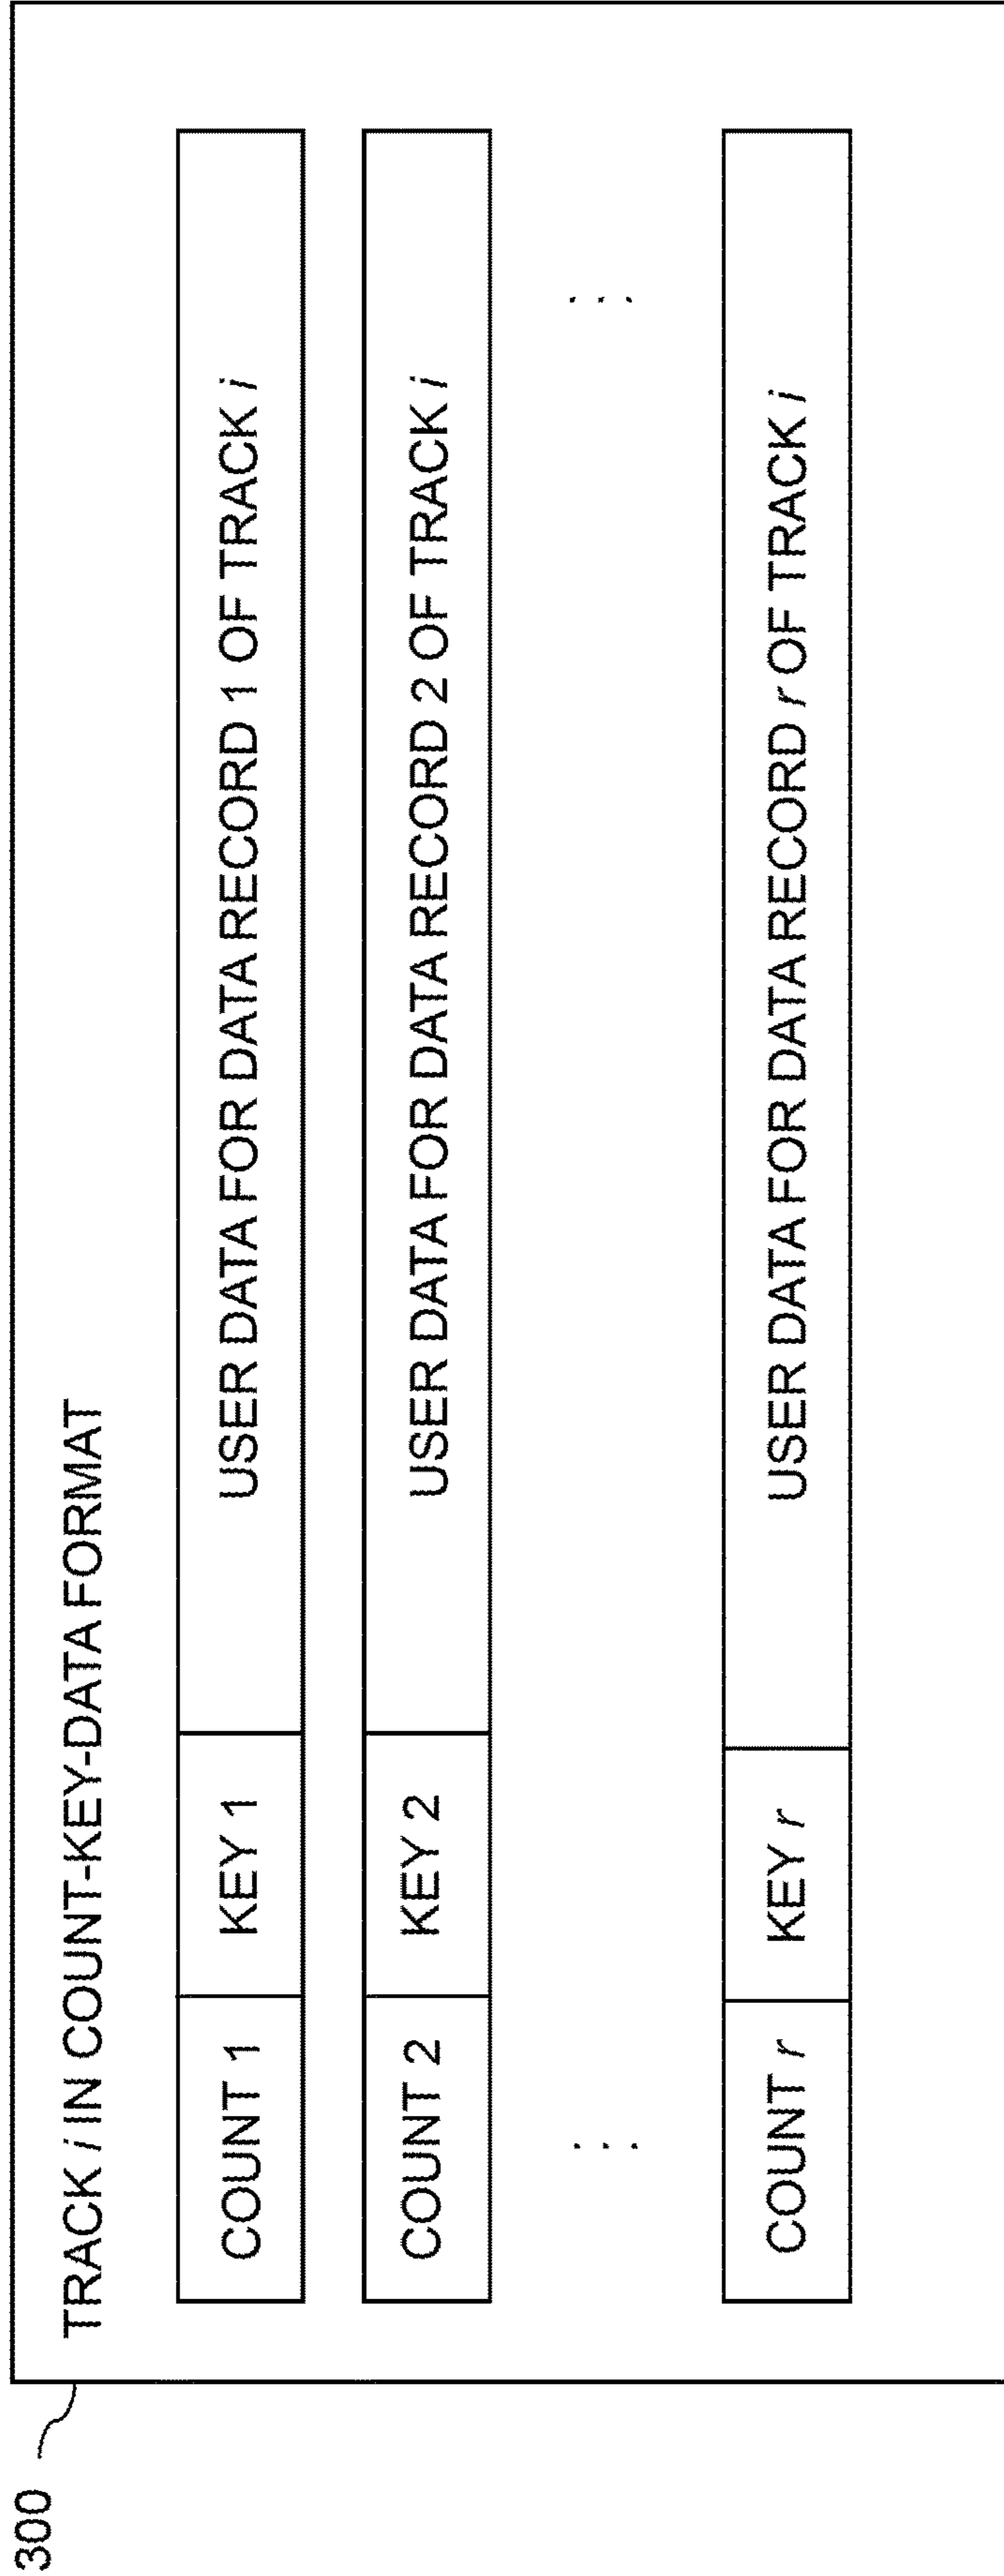 300
TRACK i IN COUNT-KEY-DATA FORMAT
COUNT 1 KEY 1 USER DATA FOR DATA RECORD 1 OF TRACK i
COUNT 2 KEY 2 USER DATA FOR DATA RECORD 2 OF TRACK i
. . . . . .
COUNT r KEY r USER DATA FOR DATA RECORD r OF TRACK i